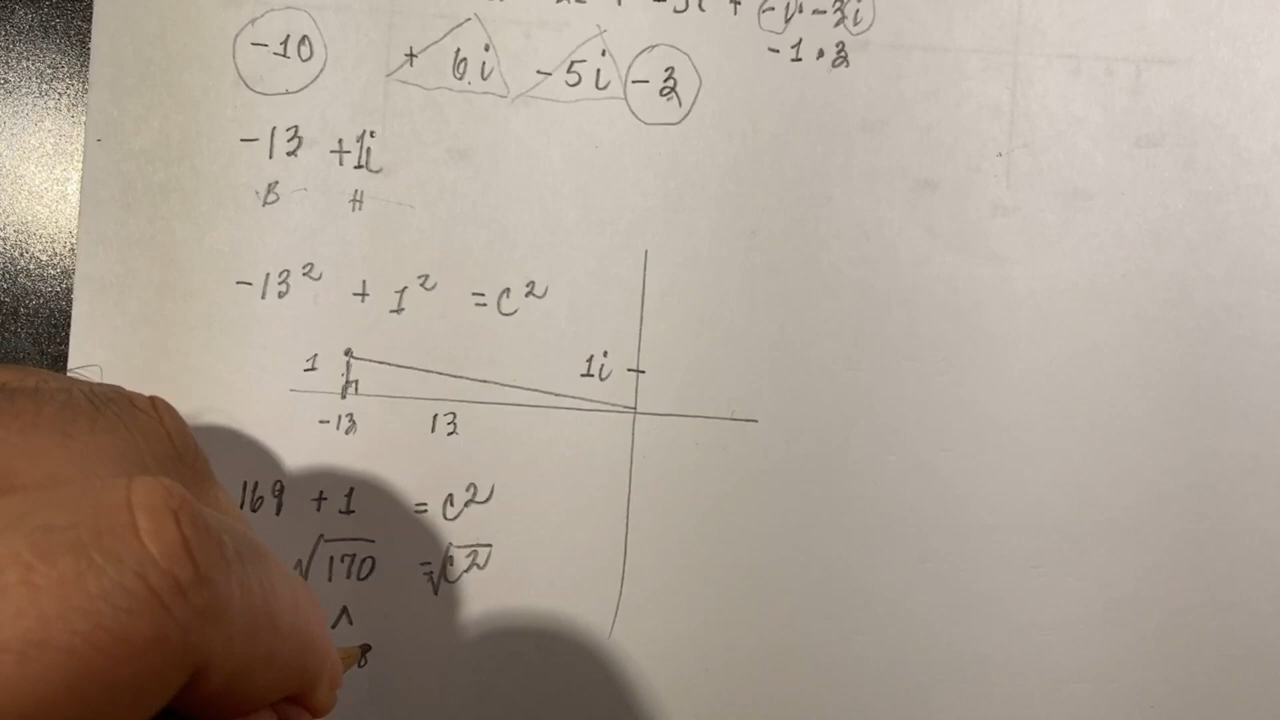 -1 · 3
-10 + 6i -5i -3
-13 +1i
B H
-13² + 1² = c²
1 1i
-13 13
169 + 1 = c²
√170 = √c²
8